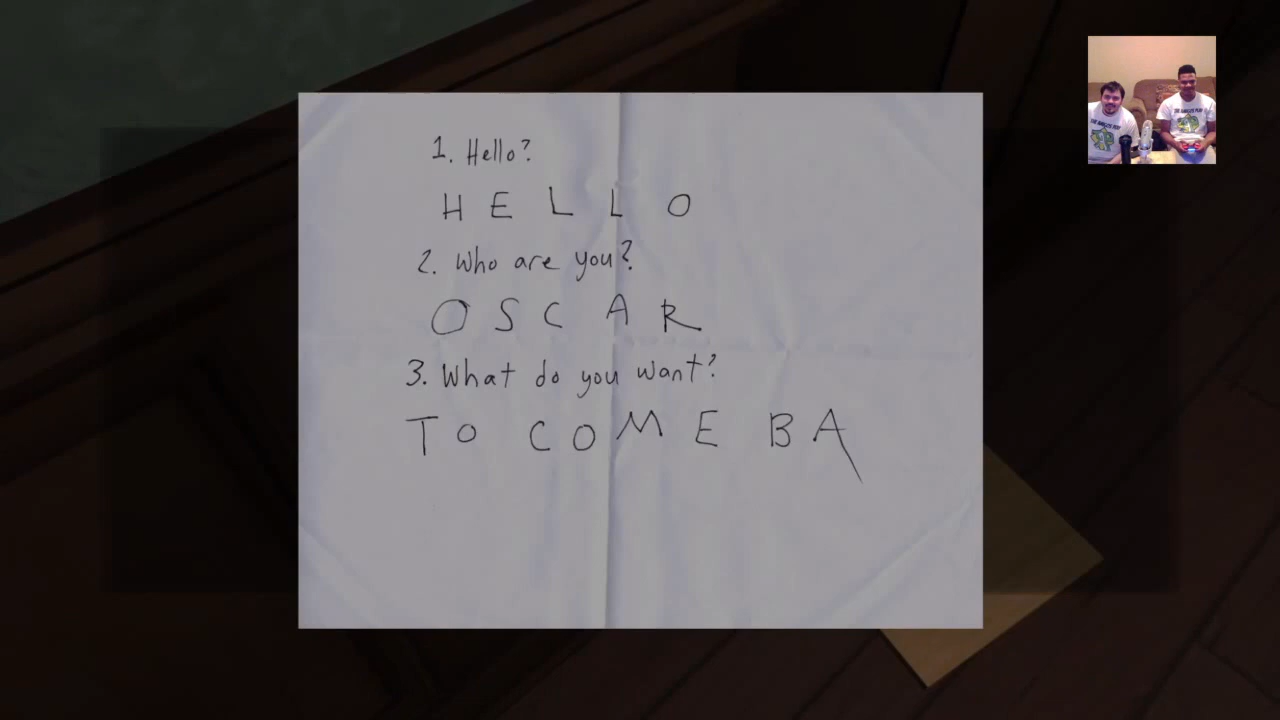 1. Hello?
H E L L O
2. Who are you?
O S C A R
3. What do you want?
T O C O M E B A